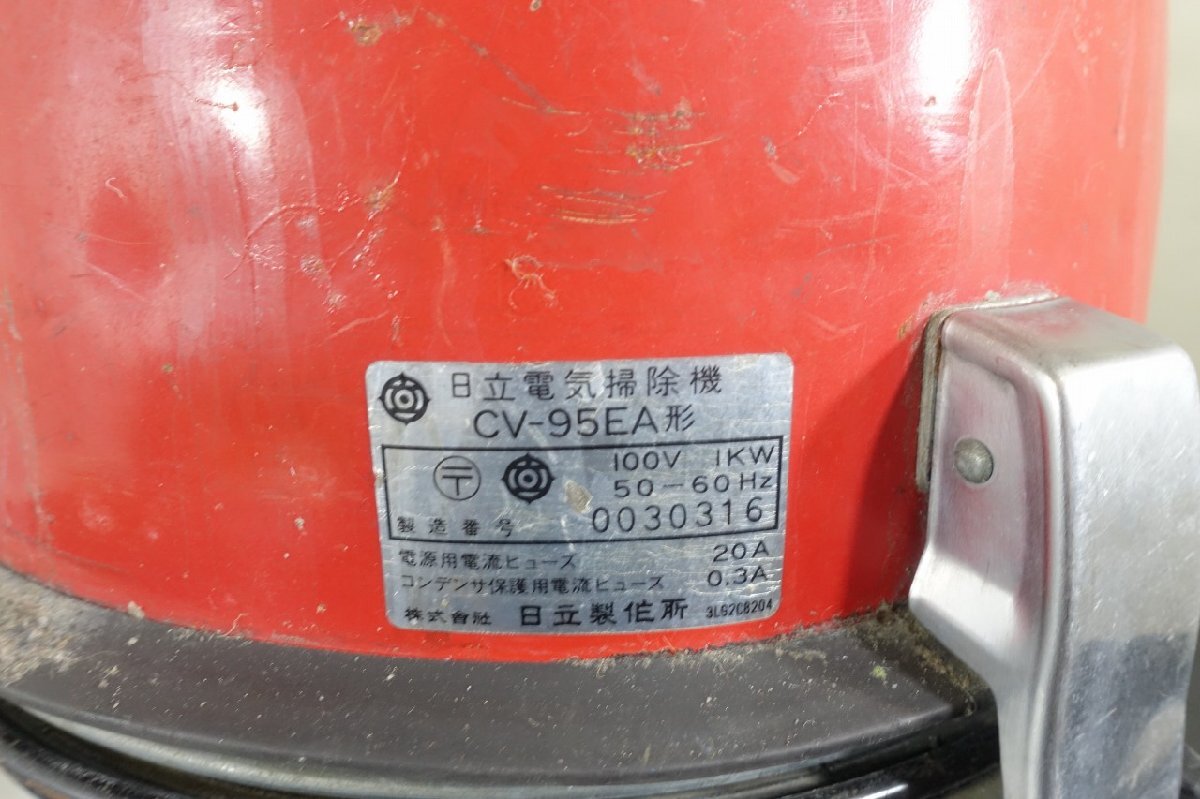 日立電気掃除機
CV-95EA形
〒 100V 1KW
50-60Hz
製造番号 0030316
電源用電流ヒューズ 20A
コンデンサ保護用電流ヒューズ 0.3A
株式會社 日立製作所 3L92C8204